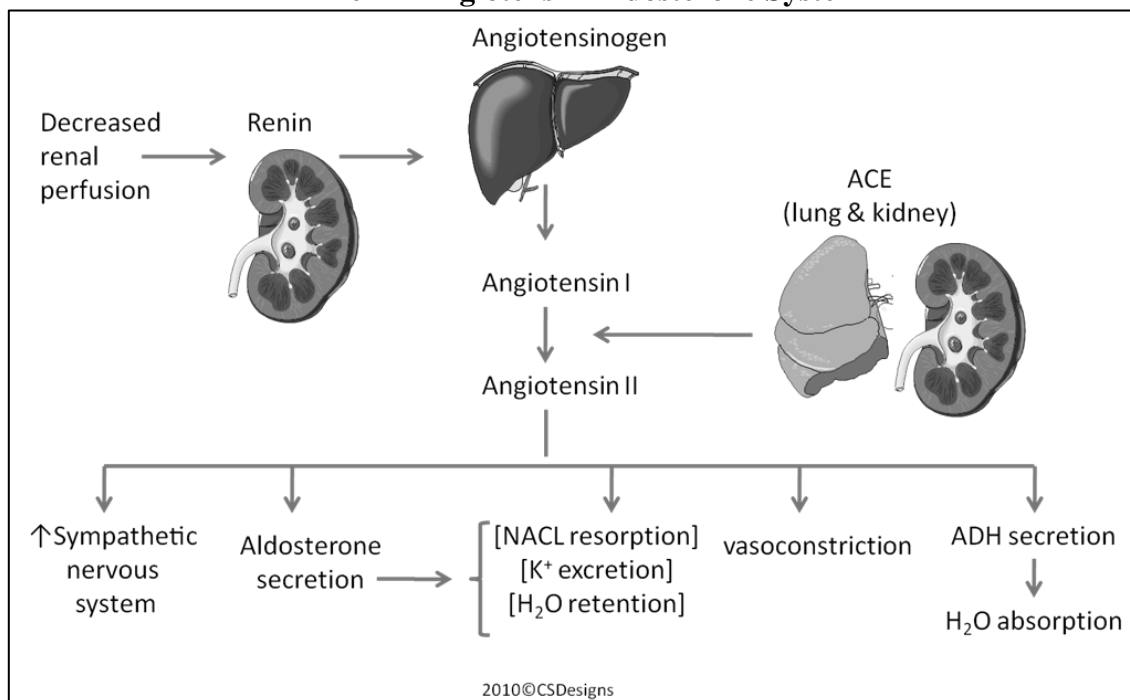 Angiotensinogen
Decreased
renal
perfusion
Renin
ACE
(lung & kidney)
Angiotensin I
Angiotensin II
↑Sympathetic
nervous
system
Aldosterone
secretion
[NACL resorption]
[K⁺ excretion]
[H₂O retention]
vasoconstriction
ADH secretion
H₂O absorption
2010©CSDesigns